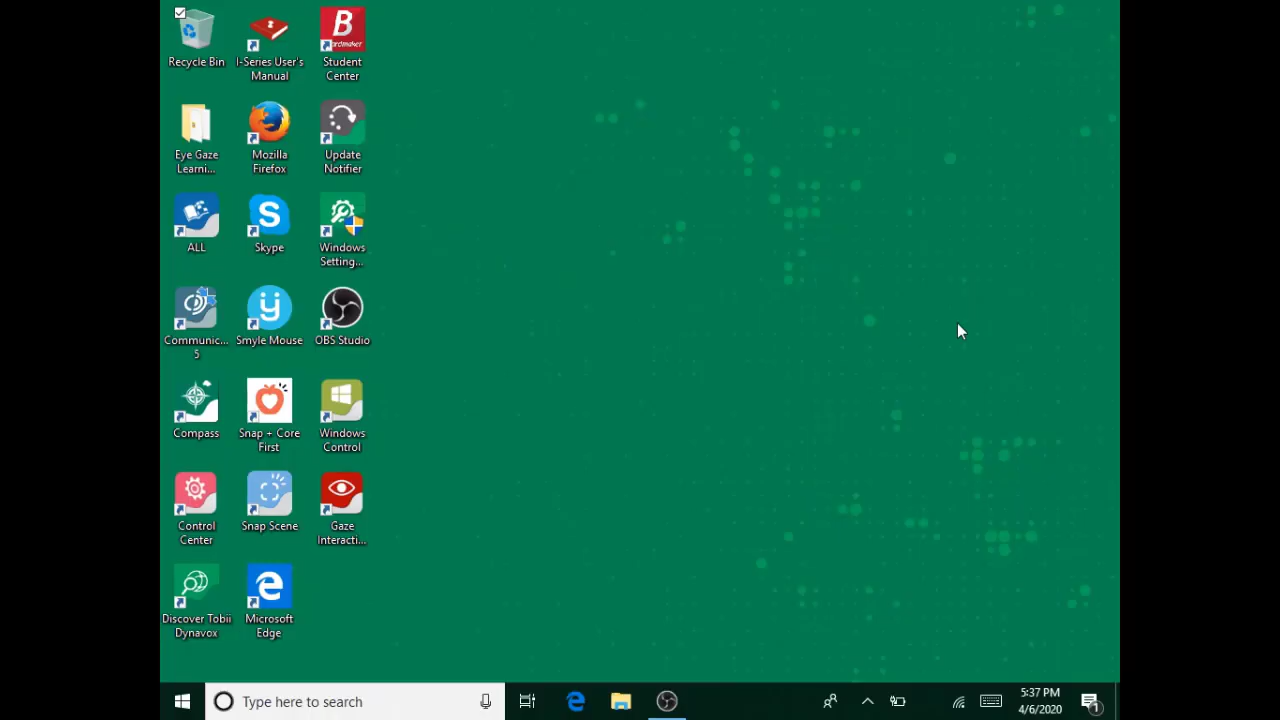 Recycle Bin
I-Series User's
Manual
B
ardmaker
Student
Center
Eye Gaze
Learni...
Mozilla
Firefox
Update
Notifier
ALL
S
Skype
Windows
Setting...
Communic...
5
Smyle Mouse
OBS Studio
Compass
Snap + Core
First
Windows
Control
Control
Center
Snap Scene
Gaze
Interacti...
Discover Tobii
Dynavox
Microsoft
Edge
Type here to search
5:37 PM
4/6/2020
1